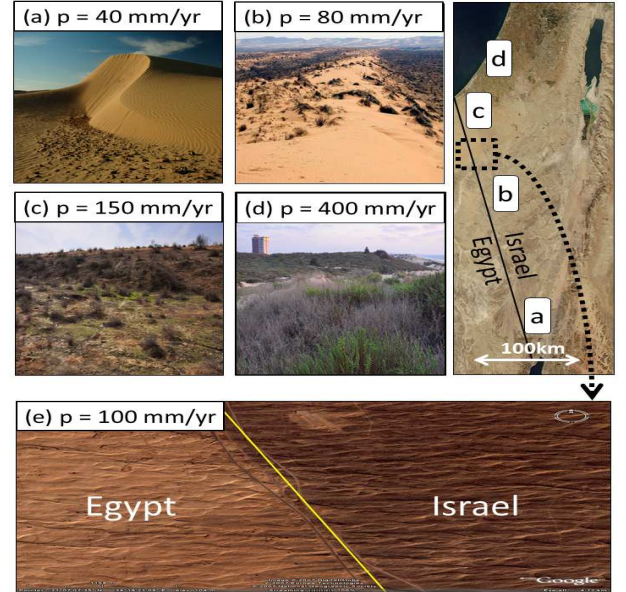 (a) p = 40 mm/yr
(b) p = 80 mm/yr
d
c
b
Israel
Egypt
a
100km
(c) p = 150 mm/yr
(d) p = 400 mm/yr
(e) p = 100 mm/yr
Egypt
Israel
Google